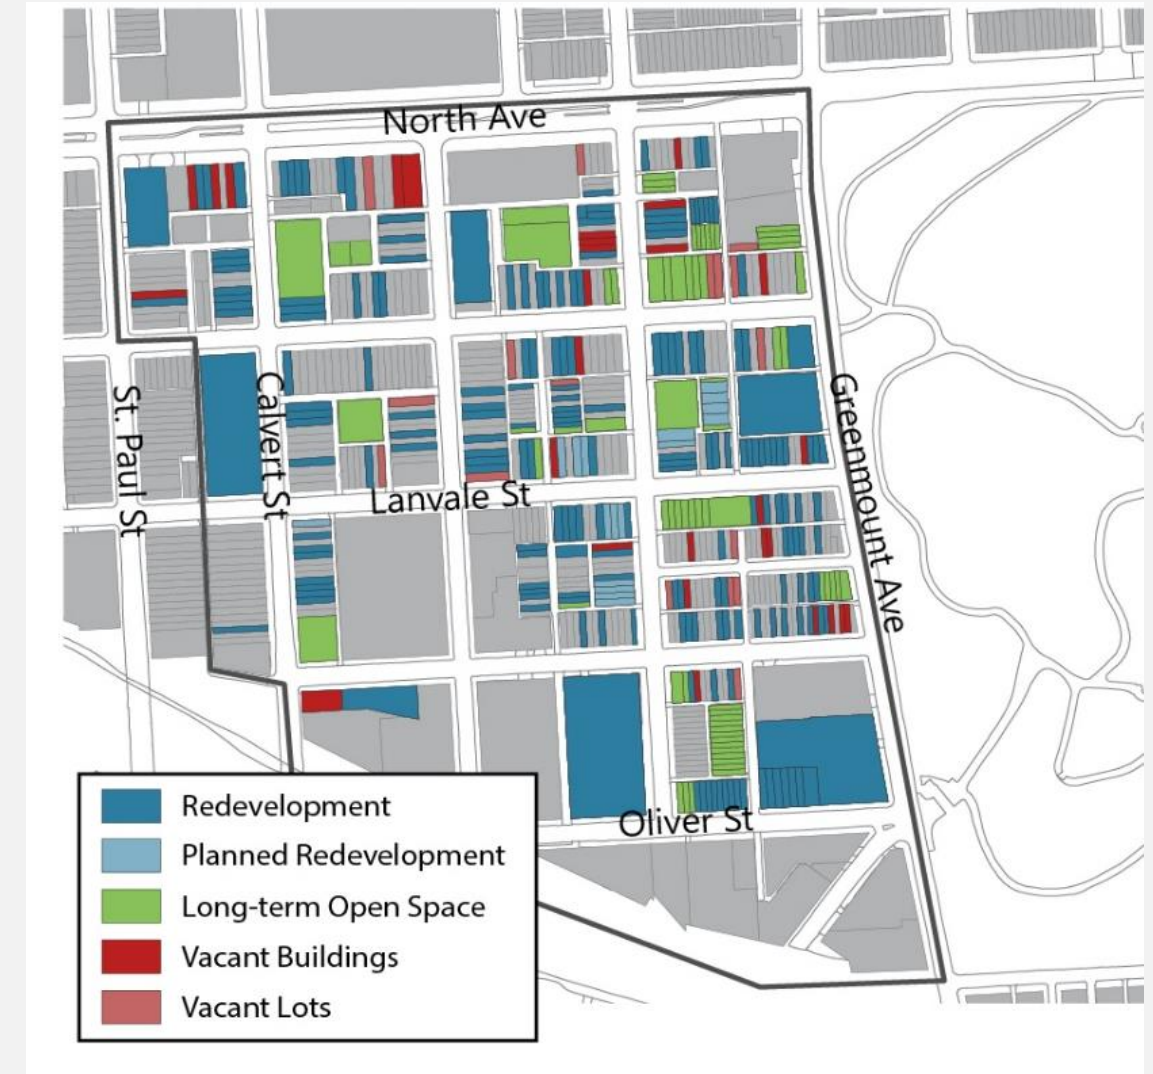 North Ave
St. Paul St
Calvert St
Greenmount Ave
Lanvale St
Oliver St
Redevelopment
Planned Redevelopment
Long-term Open Space
Vacant Buildings
Vacant Lots